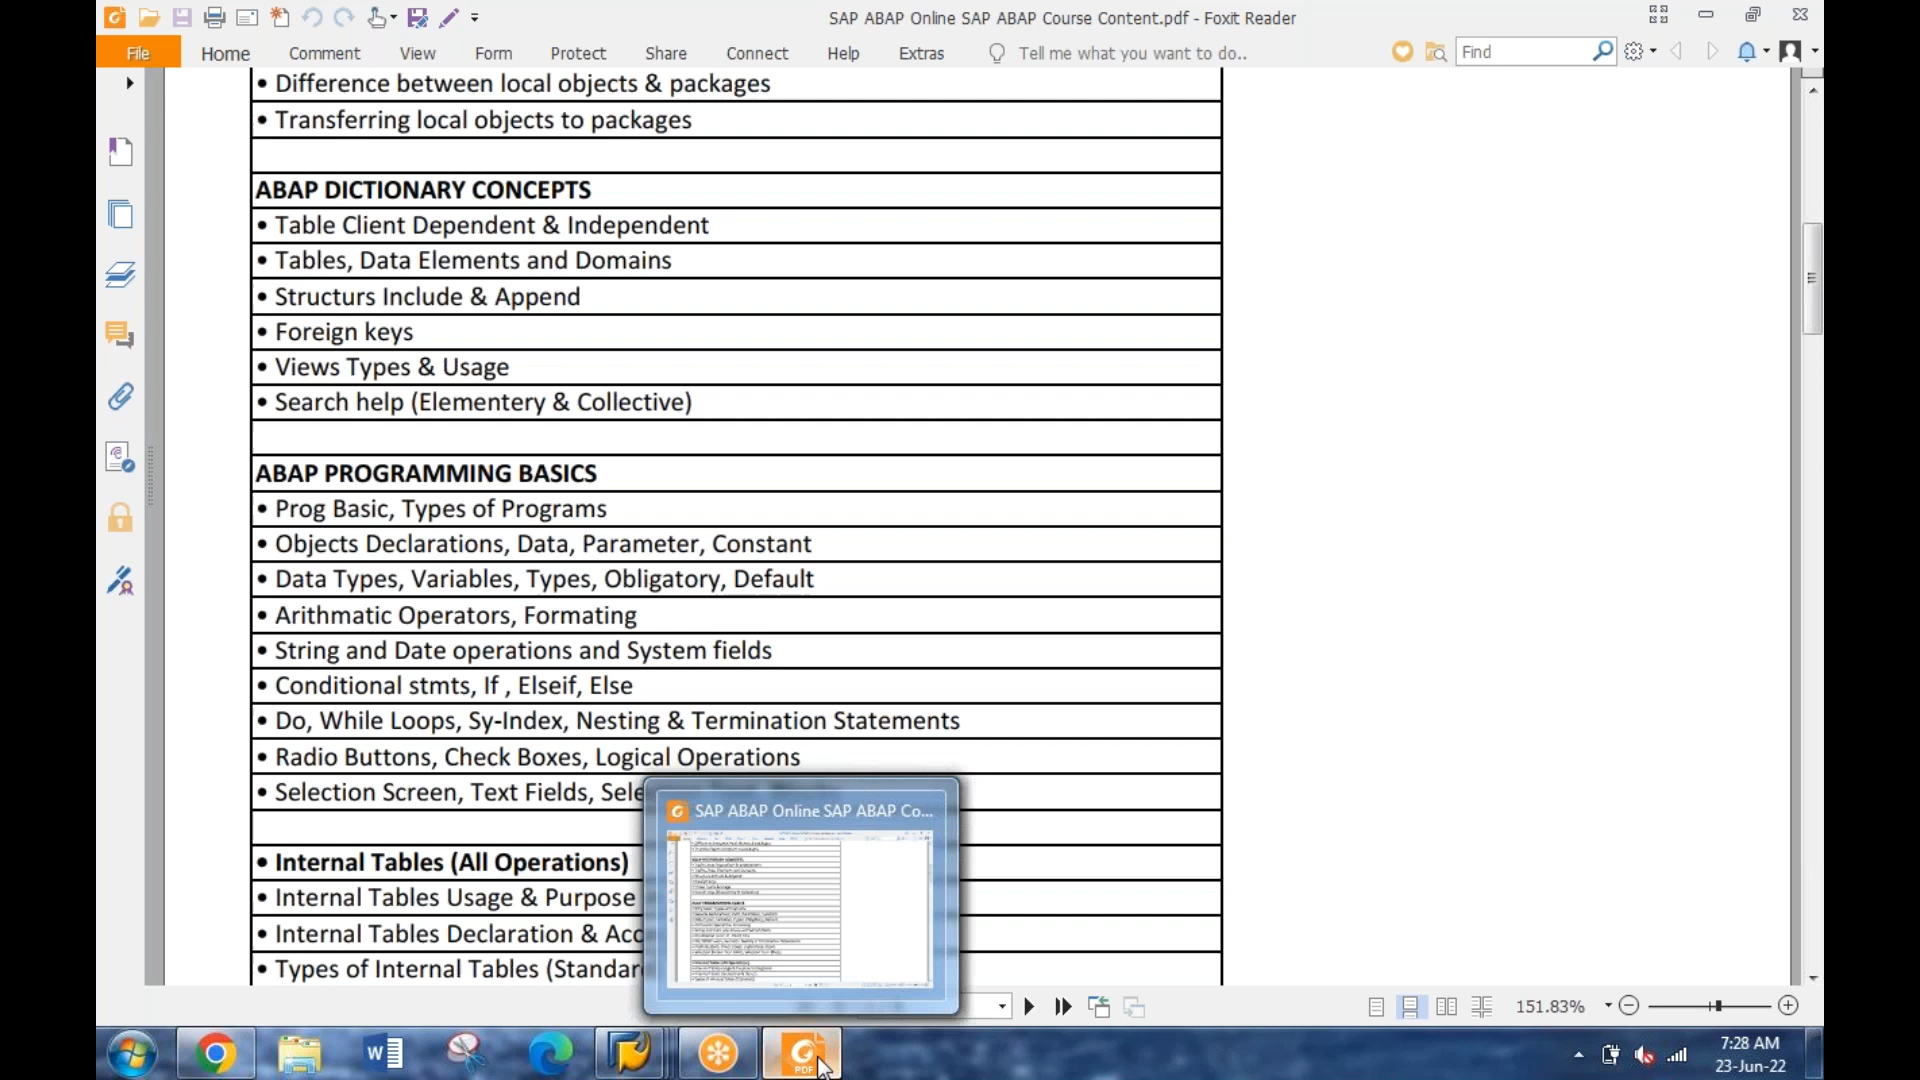 SAP ABAP Online SAP ABAP Course Content.pdf - Foxit Reader
File Home Comment View Form Protect Share Connect Help Extras Tell me what you want to do.. Find
• Difference between local objects & packages
• Transferring local objects to packages
ABAP DICTIONARY CONCEPTS
• Table Client Dependent & Independent
• Tables, Data Elements and Domains
• Structurs Include & Append
• Foreign keys
• Views Types & Usage
• Search help (Elementery & Collective)
ABAP PROGRAMMING BASICS
• Prog Basic, Types of Programs
• Objects Declarations, Data, Parameter, Constant
• Data Types, Variables, Types, Obligatory, Default
• Arithmatic Operators, Formating
• String and Date operations and System fields
• Conditional stmts, If , Elseif, Else
• Do, While Loops, Sy-Index, Nesting & Termination Statements
• Radio Buttons, Check Boxes, Logical Operations
• Selection Screen, Text Fields, Sele
SAP ABAP Online SAP ABAP Co...
• Internal Tables (All Operations)
• Internal Tables Usage & Purpose
• Internal Tables Declaration & Acc
• Types of Internal Tables (Standar
151.83%
7:28 AM
23-Jun-22